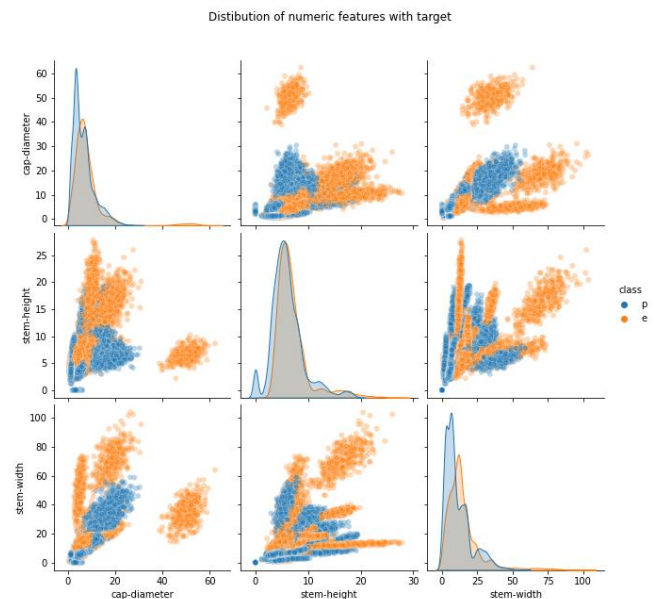 Distibution of numeric features with target
cap-diameter
60
50
40
30
20
10
0
stem-height
25
20
15
10
5
0
class
p
e
stem-width
100
80
60
40
20
0
0 20 40 60
0 10 20 30
0 25 50 75 100
cap-diameter stem-height stem-width